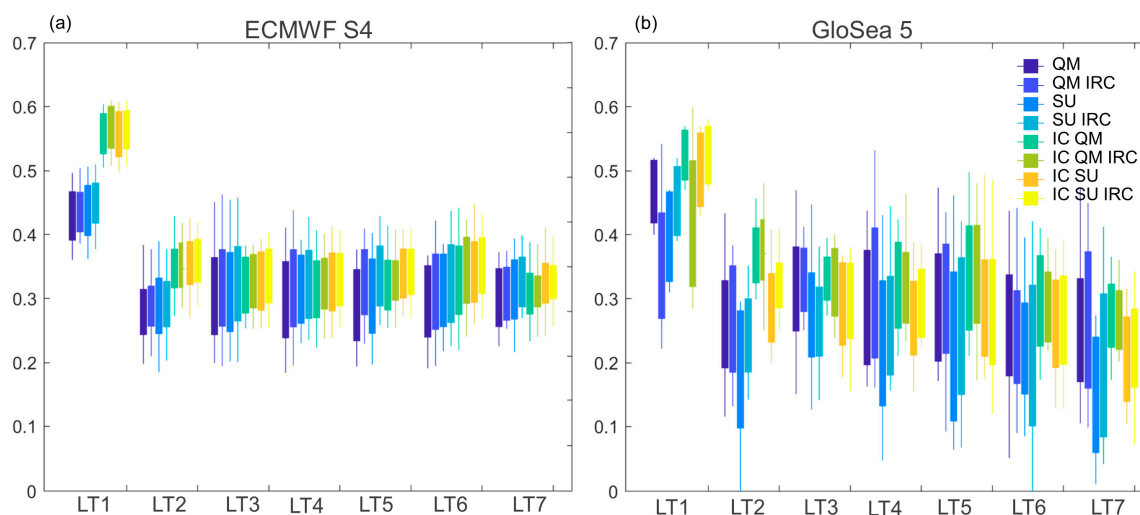 (a)
ECMWF S4
0.7
0.6
0.5
0.4
0.3
0.2
0.1
0
LT1 LT2 LT3 LT4 LT5 LT6 LT7
(b)
GloSea 5
0.7
0.6
0.5
0.4
0.3
0.2
0.1
0
QM
QM IRC
SU
SU IRC
IC QM
IC QM IRC
IC SU
IC SU IRC
LT1 LT2 LT3 LT4 LT5 LT6 LT7